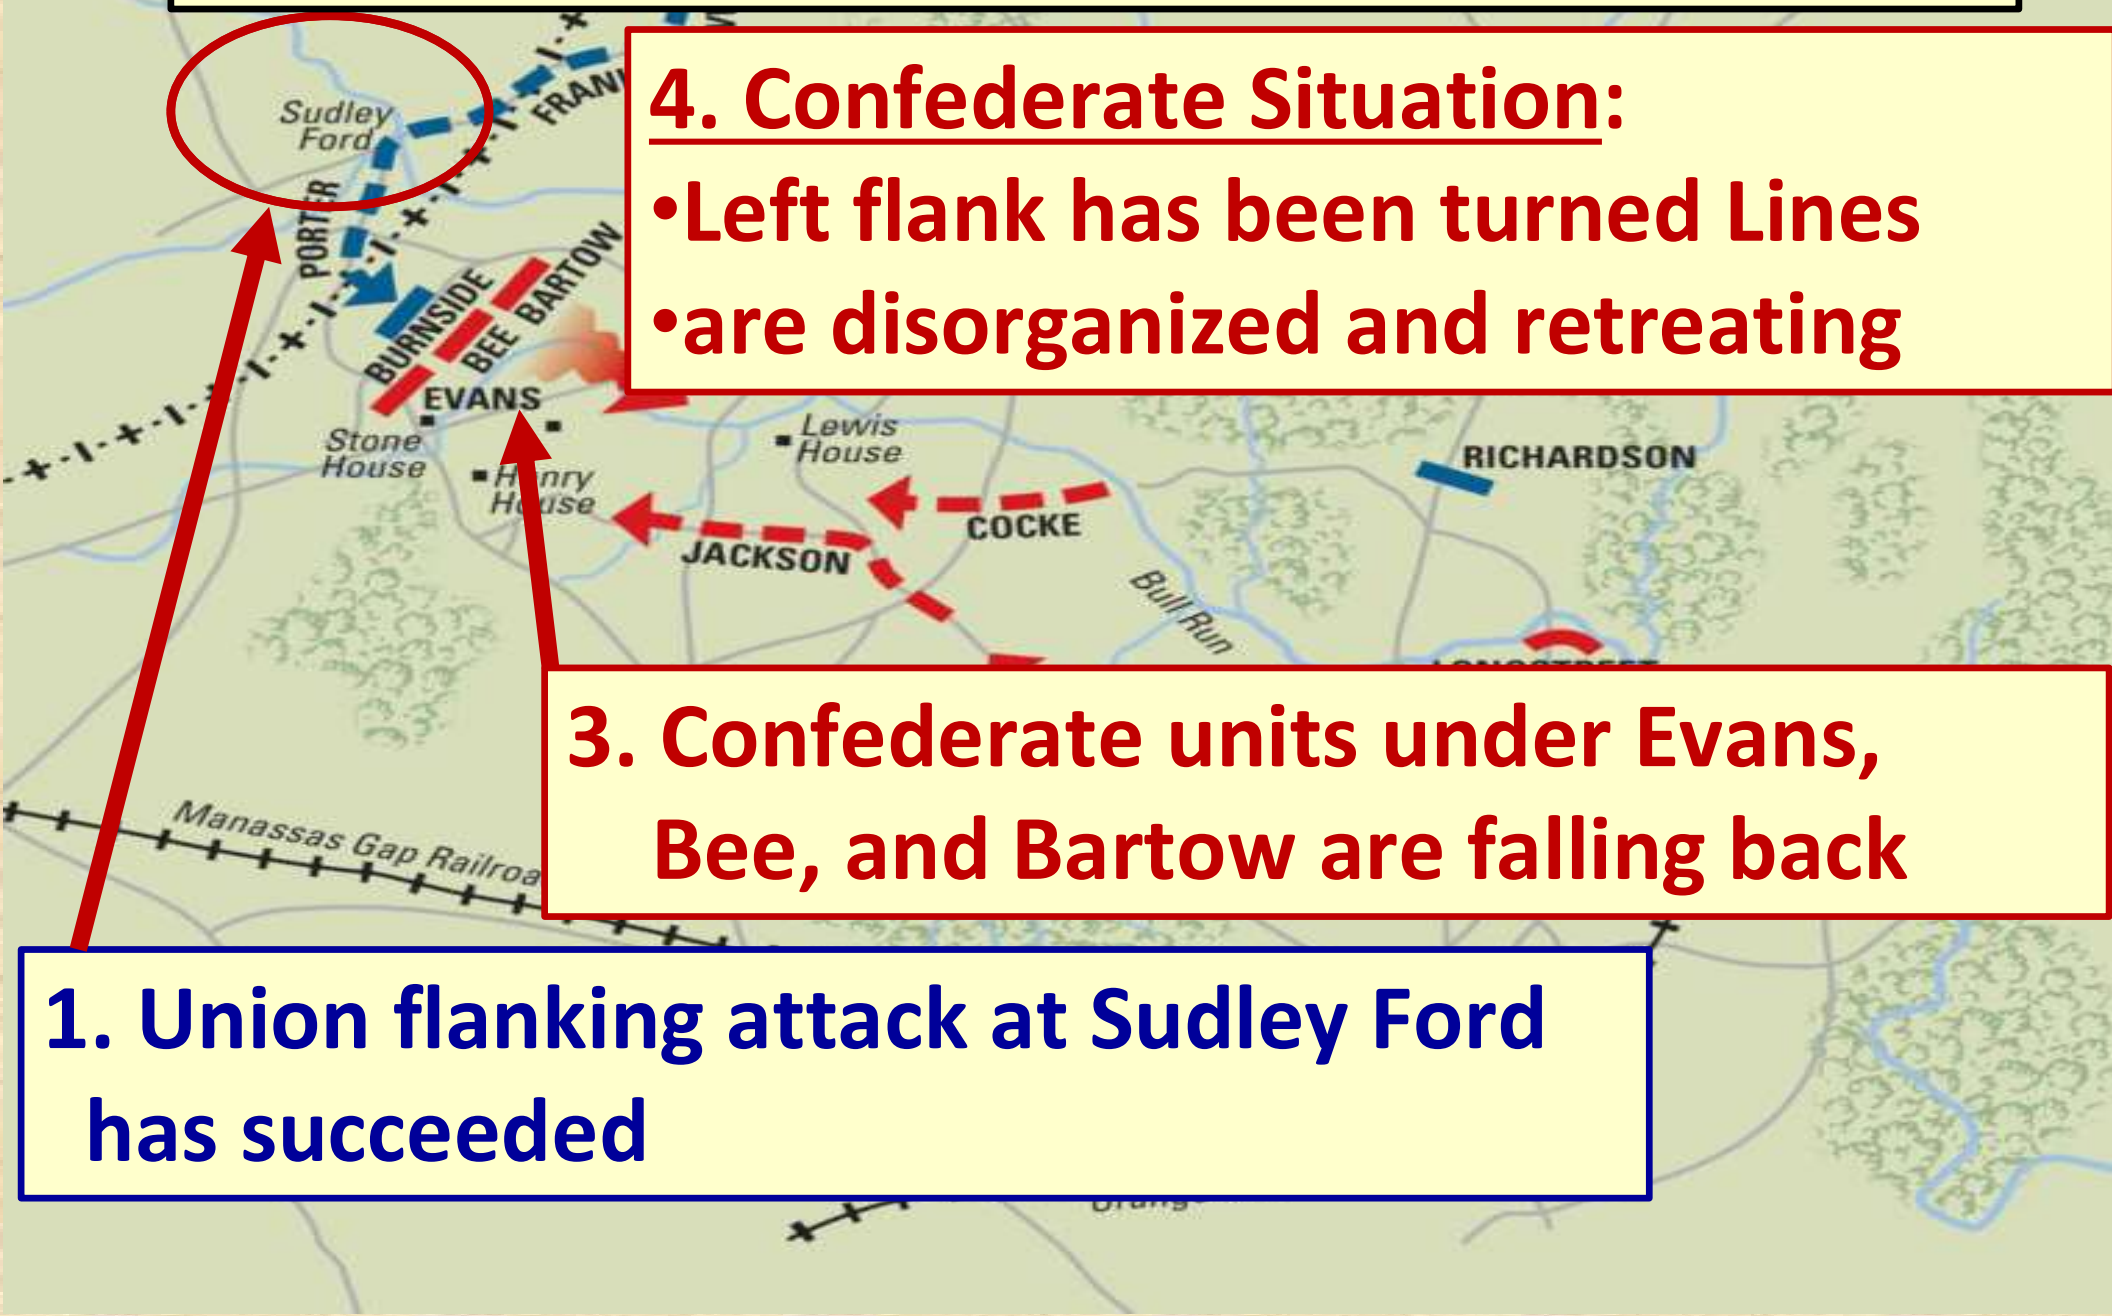 Sudley
Ford
PORTER
BURNSIDE
BEE
BARTOW
EVANS
Stone
House
House
Lewis
House
RICHARDSON
COCKE
JACKSON
Bull Run
4. Confederate Situation:
•Left flank has been turned Lines
•are disorganized and retreating
3. Confederate units under Evans,
Bee, and Bartow are falling back
Manassas Gap
1. Union flanking attack at Sudley Ford
has succeeded